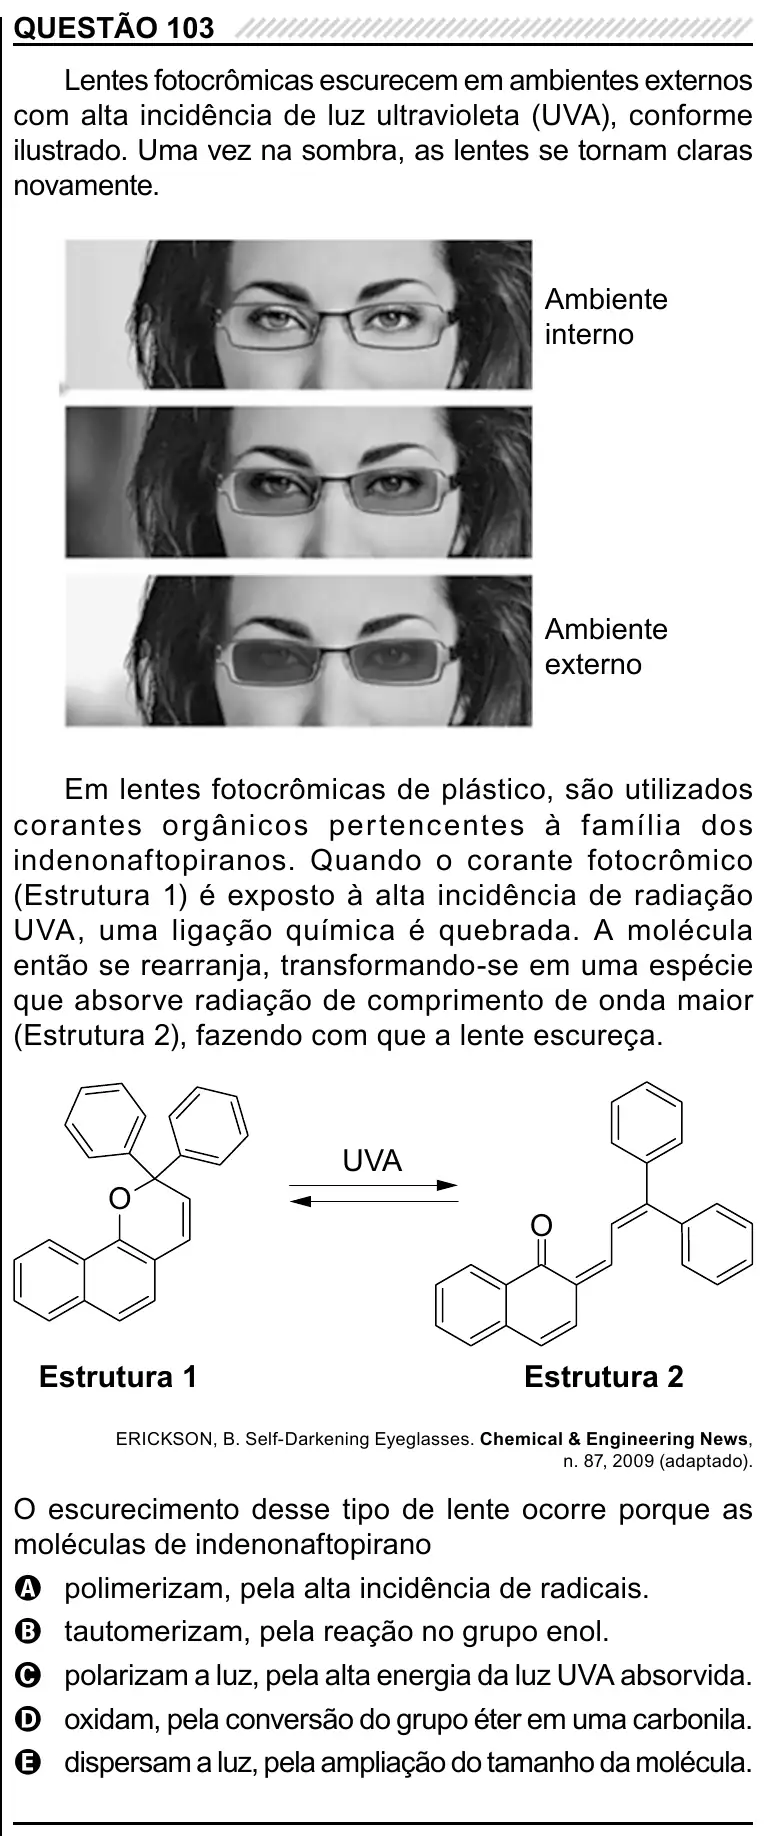 QUESTÃO 103
Lentes fotocrômicas escurecem em ambientes externos
com alta incidência de luz ultravioleta (UVA), conforme
ilustrado. Uma vez na sombra, as lentes se tornam claras
novamente.
Ambiente
interno
Ambiente
externo
Em lentes fotocrômicas de plástico, são utilizados
corantes orgânicos pertencentes à família dos
indenonaftopiranos. Quando o corante fotocrômico
(Estrutura 1) é exposto à alta incidência de radiação
UVA, uma ligação química é quebrada. A molécula
então se rearranja, transformando-se em uma espécie
que absorve radiação de comprimento de onda maior
(Estrutura 2), fazendo com que a lente escureça.
UVA
O
O
Estrutura 1
Estrutura 2
ERICKSON, B. Self-Darkening Eyeglasses. Chemical & Engineering News,
n. 87, 2009 (adaptado).
O escurecimento desse tipo de lente ocorre porque as
moléculas de indenonaftopirano
A polimerizam, pela alta incidência de radicais.
B tautomerizam, pela reação no grupo enol.
C polarizam a luz, pela alta energia da luz UVA absorvida.
D oxidam, pela conversão do grupo éter em uma carbonila.
E dispersam a luz, pela ampliação do tamanho da molécula.